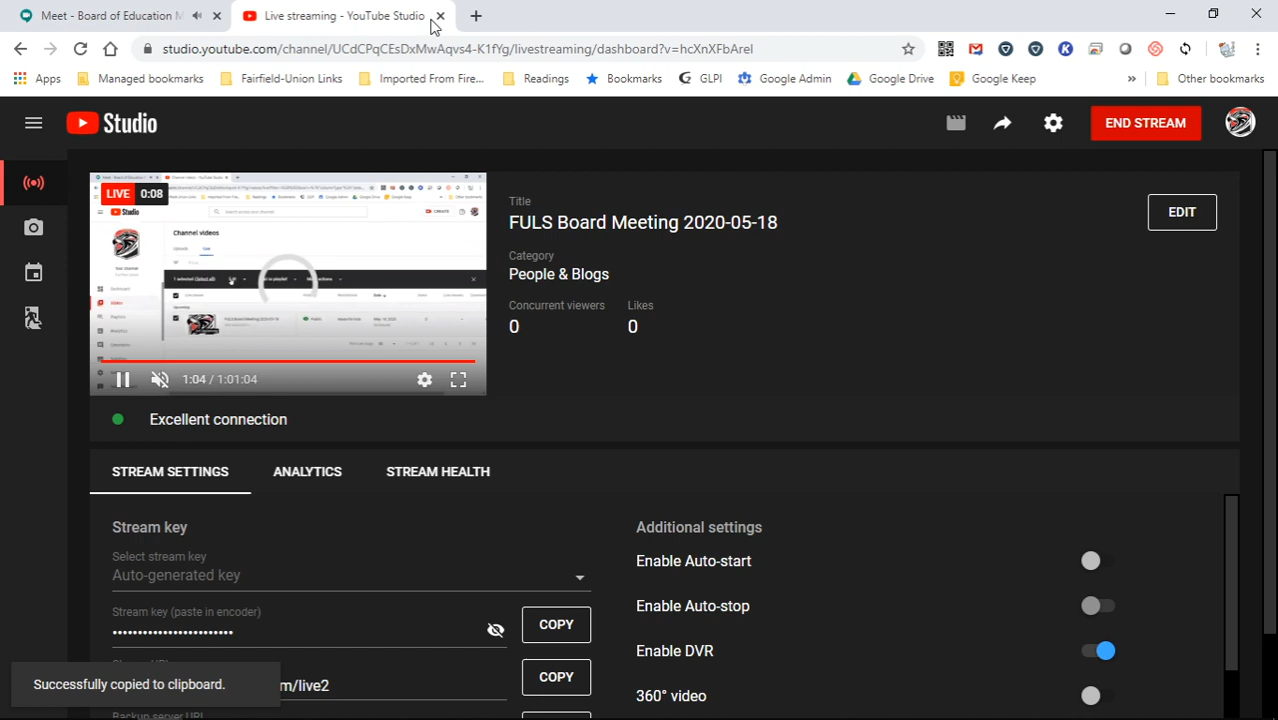 Meet - Board of Education M
Live streaming - YouTube Studio
studio.youtube.com/channel/UCdCPqCEsDxMwAqvs4-K1fYg/livestreaming/dashboard?v=hcXnXFbArel
Apps
Managed bookmarks
Fairfield-Union Links
Imported From Fire...
Readings
Bookmarks
GLPI
Google Admin
Google Drive
Google Keep
»
Other bookmarks
Studio
END STREAM
LIVE 0:08
Studio
Channel videos
1:04 / 1:01:04
Title
FULS Board Meeting 2020-05-18
EDIT
Category
People & Blogs
Concurrent viewers Likes
0 0
Excellent connection
STREAM SETTINGS ANALYTICS STREAM HEALTH
Stream key
Select stream key
Auto-generated key
Stream key (paste in encoder)
••••••••••••••••••••••••
COPY
m/live2
COPY
Backup server URL
Successfully copied to clipboard.
Additional settings
Enable Auto-start
Enable Auto-stop
Enable DVR
360° video